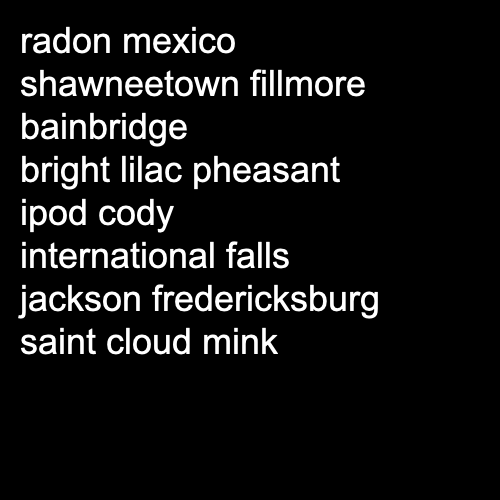 radon mexico
shawneetown fillmore
bainbridge
bright lilac pheasant
ipod cody
international falls
jackson fredericksburg
saint cloud mink